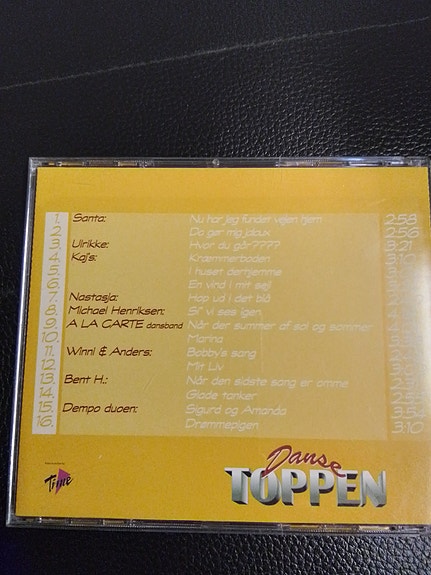 1. Santa: Nu har jeg fundet vejen hjem 2:58
2. Da gør mig jaloux 2:56
3. Ulrikke: Hvor du går???? 3:21
4. Kaj's: Kræmmerboden 3:10
5. I huset derhjemme
6. En vind i mit sejl
7. Nastasja: Hop ud i det blå
8. Michael Henriksen: Si' vi ses igen
9. A LA CARTE dansband Når der summer af sol og sommer
10. Marina
11. Winni & Anders: Bobby's sang
12. Mit Liv
13. Bent H.: Når den sidste sang er omme
14. Glade tanker
15. Dempo duoen: Sigurd og Amanda 3:54
16. Drømmepigen 3:10
Time
Danse
TOPPEN